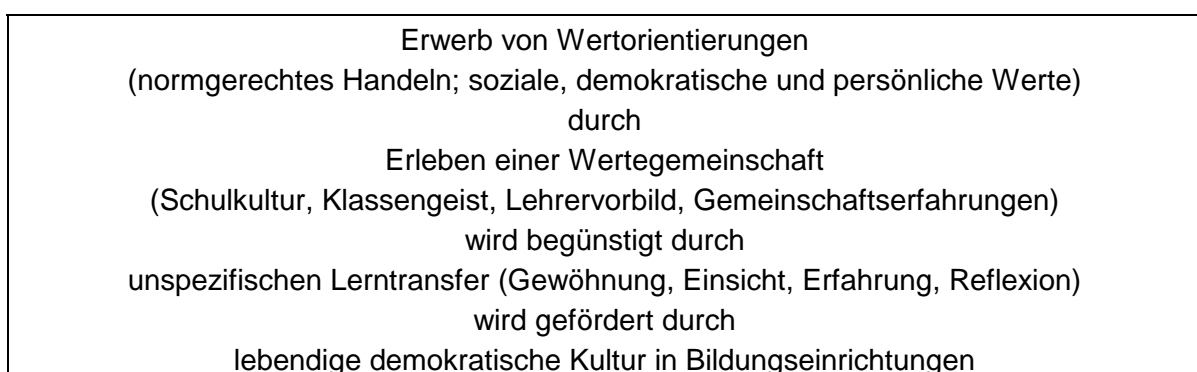 Erwerb von Wertorientierungen
(normgerechtes Handeln; soziale, demokratische und persönliche Werte)
durch
Erleben einer Wertegemeinschaft
(Schulkultur, Klassengeist, Lehrervorbild, Gemeinschaftserfahrungen)
wird begünstigt durch
unspezifischen Lerntransfer (Gewöhnung, Einsicht, Erfahrung, Reflexion)
wird gefördert durch
lebendige demokratische Kultur in Bildungseinrichtungen